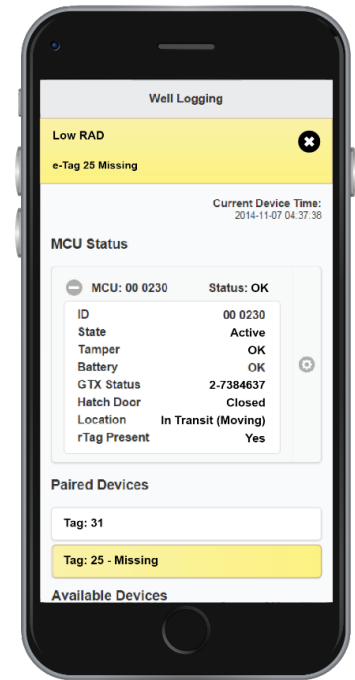 Well Logging
Low RAD
e-Tag 25 Missing
Current Device Time:
2014-11-07 04:37:38
MCU Status
MCU: 00 0230 Status: OK
ID 00 0230
State Active
Tamper OK
Battery OK
GTX Status 2-7384637
Hatch Door Closed
Location In Transit (Moving)
rTag Present Yes
Paired Devices
Tag: 31
Tag: 25 - Missing
Available Devices